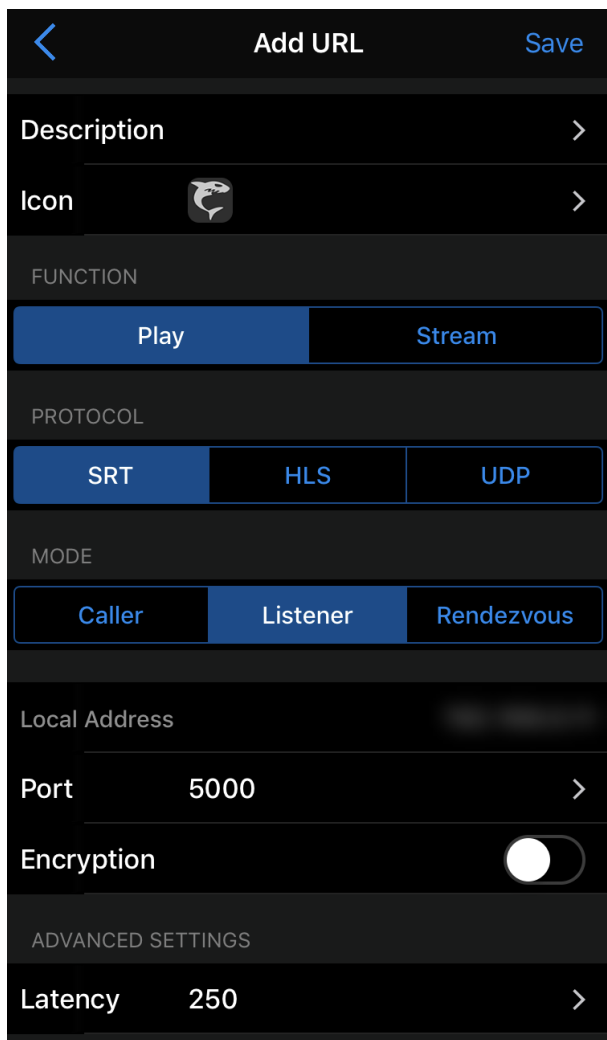 Add URL Save
Description
Icon
FUNCTION
Play Stream
PROTOCOL
SRT HLS UDP
MODE
Caller Listener Rendezvous
Local Address
Port 5000
Encryption
ADVANCED SETTINGS
Latency 250